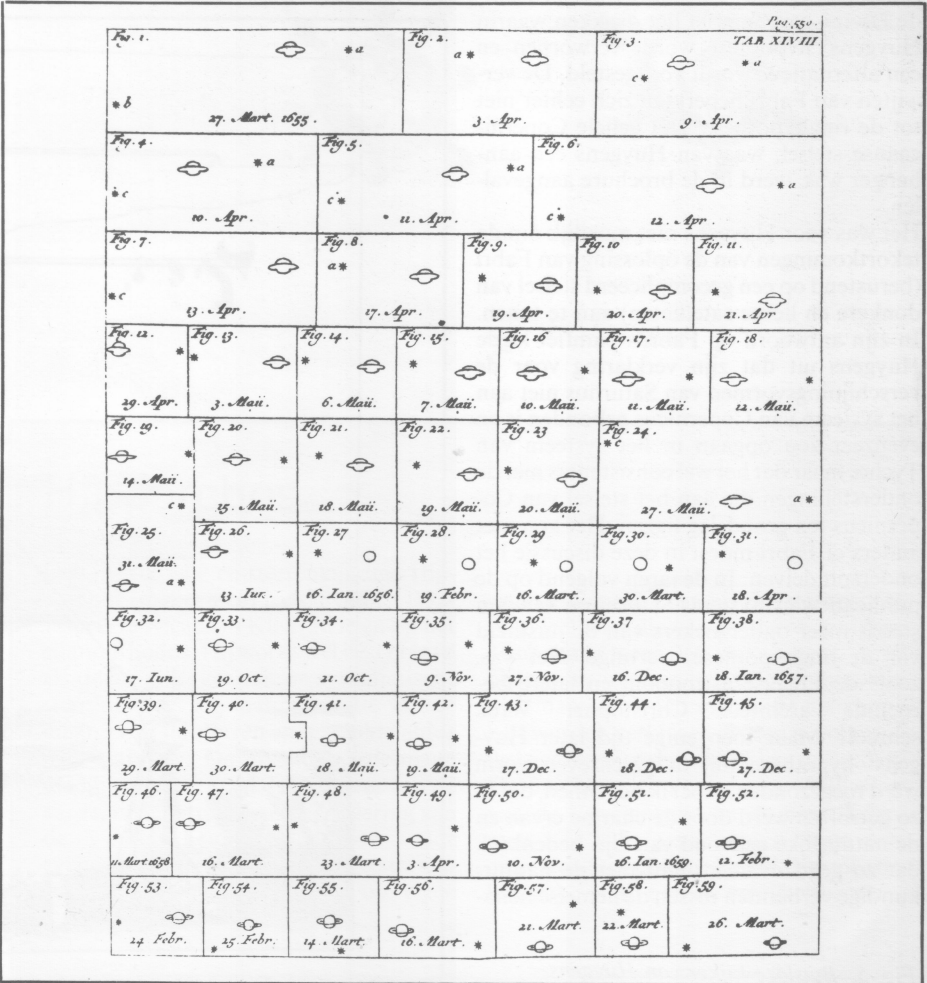 Pag. 550.
TAB. XLVIII
Fig. 1.
a
b
27. Mart. 1655.
Fig. 2.
a
3. Apr.
Fig. 3.
a
c
9. Apr.
Fig. 4.
a
c
10. Apr.
Fig. 5.
a
c
11. Apr.
Fig. 6.
a
c
12. Apr.
Fig. 7
c
13. Apr.
Fig. 8
a
17. Apr.
Fig. 9
19. Apr.
Fig. 10
20. Apr.
Fig. 11.
21. Apr
Fig. 12.
29. Apr.
Fig. 13.
3. Maii.
Fig. 14.
6. Maii.
Fig. 15
7. Maii.
Fig. 16
10. Maii.
Fig. 17.
11. Maii.
Fig. 18.
12. Maii.
Fig. 19.
14. Maii.
Fig. 20.
15. Maii.
Fig. 21.
18. Maii.
Fig. 22.
19. Maii.
Fig. 23
20. Maii.
Fig. 24.
c
a
27. Maii.
c
Fig. 25
31. Maii.
a
Fig. 26.
13. Iun.
Fig. 27
16. Ian. 1656.
Fig. 28.
19. Febr.
Fig. 29
16. Mart.
Fig. 30.
30. Mart.
Fig. 31.
18. Apr.
Fig. 32.
17. Iun.
Fig. 33.
19. Oct.
Fig. 34.
21. Oct.
Fig. 35.
9. Nov.
Fig. 36.
27. Nov.
Fig. 37
16. Dec.
Fig. 38.
18. Ian. 1657.
Fig. 39.
29. Mart.
Fig. 40.
30. Mart.
Fig. 41.
18. Maii.
Fig. 42.
19. Maii.
Fig. 43.
17. Dec.
Fig. 44.
18. Dec.
Fig. 45.
27. Dec.
Fig. 46
11. Mart. 1658.
Fig. 47.
16. Mart.
Fig. 48.
23. Mart.
Fig. 49.
3. Apr.
Fig. 50.
10. Nov.
Fig. 51.
16. Ian. 1659.
Fig. 52.
12. Febr.
Fig. 53.
24. Febr.
Fig. 54.
25. Febr.
Fig. 55.
14. Mart.
Fig. 56.
16. Mart.
Fig. 57.
21. Mart.
Fig. 58.
22. Mart.
Fig. 59.
26. Mart.